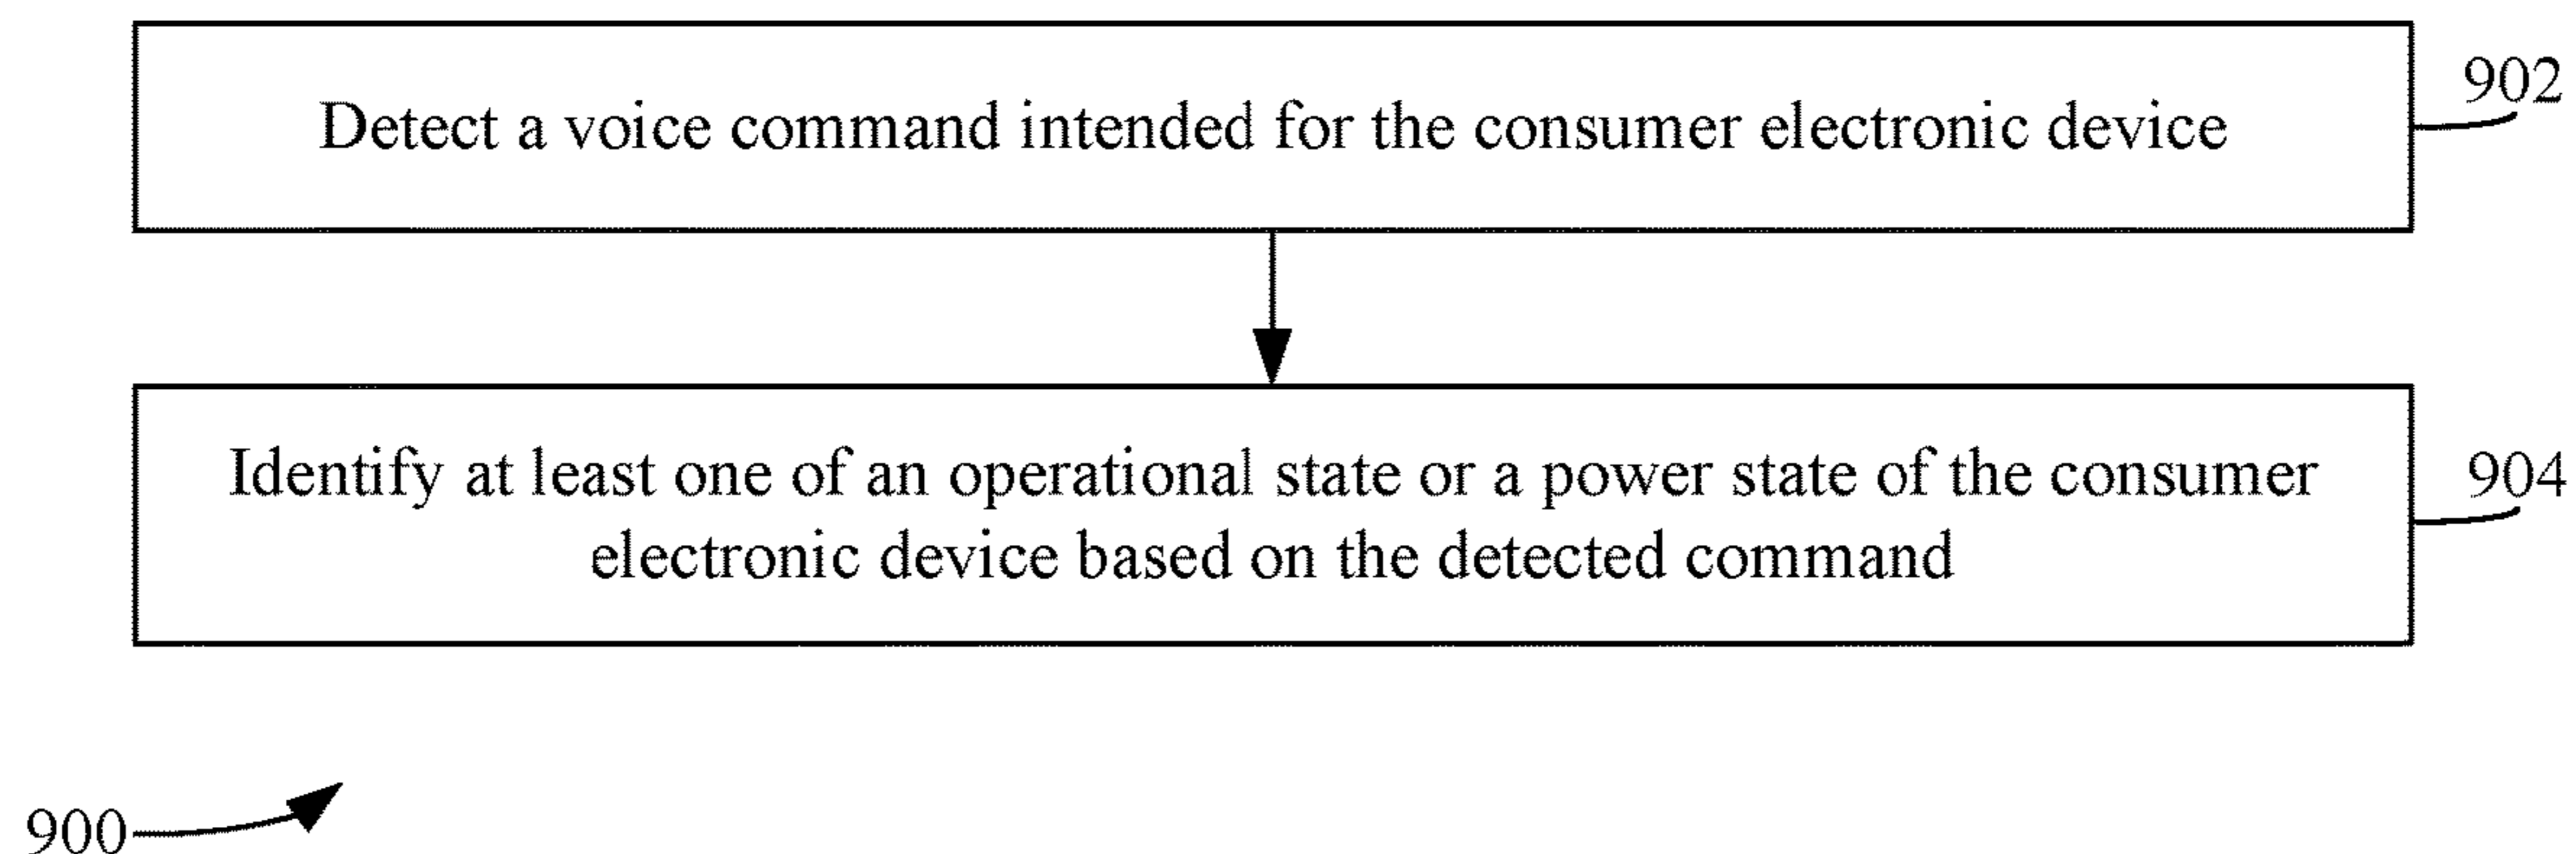 Detect a voice command intended for the consumer electronic device
902
Identify at least one of an operational state or a power state of the consumer
electronic device based on the detected command
904
900